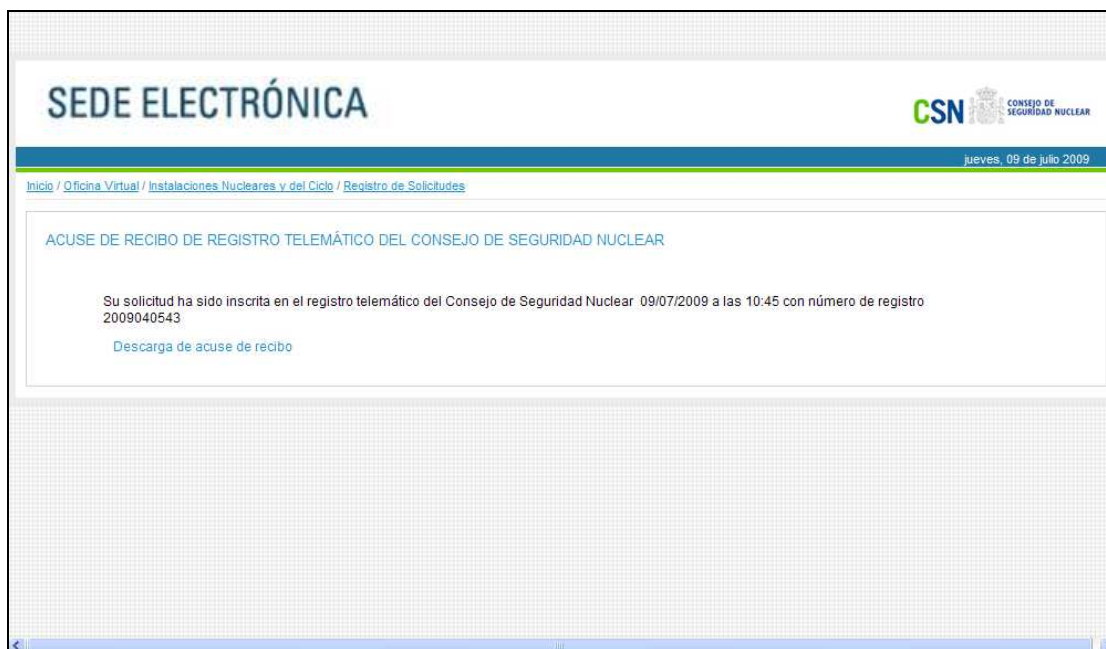 SEDE ELECTRÓNICA
CSN CONSEJO DE
SEGURIDAD NUCLEAR
jueves, 09 de julio 2009
Inicio / Oficina Virtual / Instalaciones Nucleares y del Ciclo / Registro de Solicitudes
ACUSE DE RECIBO DE REGISTRO TELEMÁTICO DEL CONSEJO DE SEGURIDAD NUCLEAR
Su solicitud ha sido inscrita en el registro telemático del Consejo de Seguridad Nuclear 09/07/2009 a las 10:45 con número de registro
2009040543
Descarga de acuse de recibo